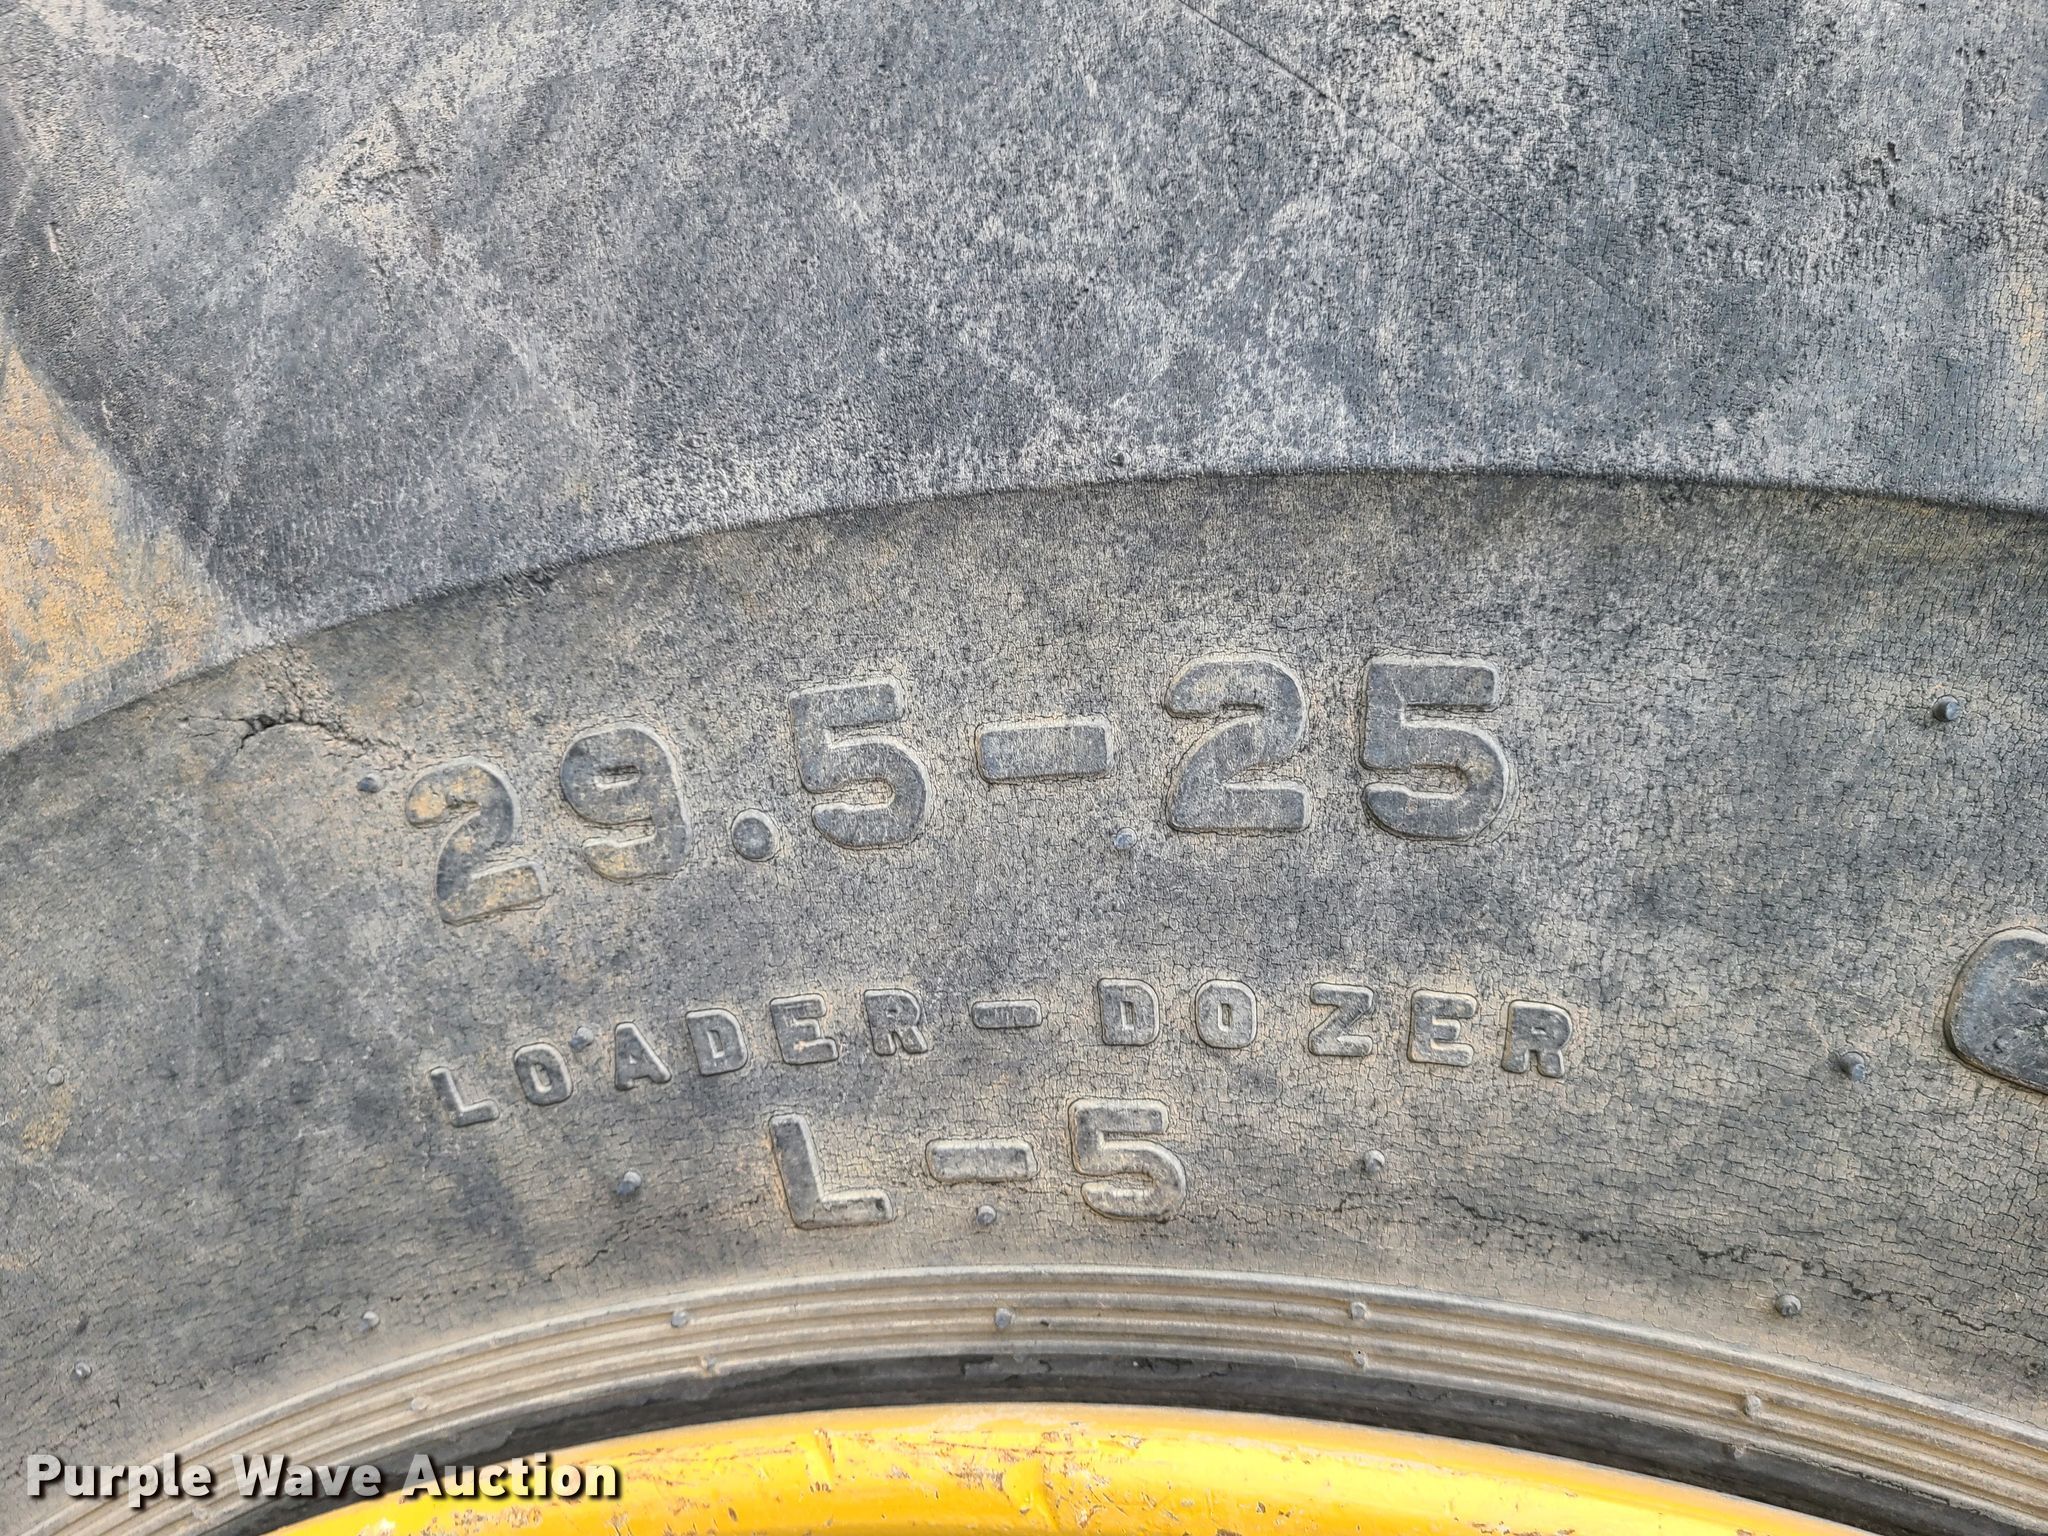 29.5-25
LOADER-DOZER
L-5
Purple Wave Auction